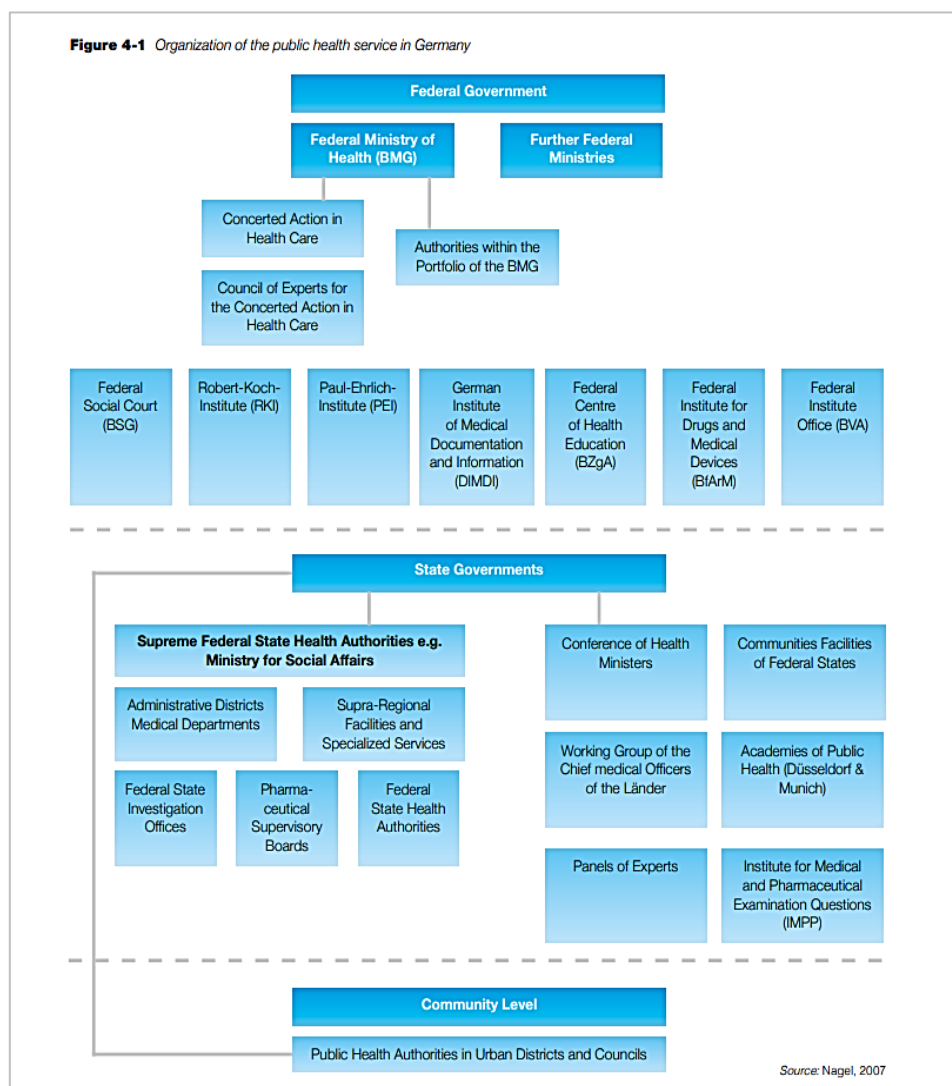 Figure 4-1 Organization of the public health service in Germany
Federal Government
Federal Ministry of
Health (BMG)
Further Federal
Ministries
Concerted Action in
Health Care
Authorities within the
Portfolio of the BMG
Council of Experts for
the Concerted Action in
Health Care
Federal
Social Court
(BSG)
Robert-Koch-
Institute (RKI)
Paul-Ehrlich-
Institute (PEI)
German
Institute
of Medical
Documentation
and Information
(DIMDI)
Federal
Centre
of Health
Education
(BZgA)
Federal
Institute for
Drugs and
Medical
Devices
(BfArM)
Federal
Institute
Office (BVA)
State Governments
Supreme Federal State Health Authorities e.g.
Ministry for Social Affairs
Administrative Districts
Medical Departments
Supra-Regional
Facilities and
Specialized Services
Federal State
Investigation
Offices
Pharma-
ceutical
Supervisory
Boards
Federal
State Health
Authorities
Conference of Health
Ministers
Communities Facilities
of Federal States
Working Group of the
Chief medical Officers
of the Länder
Academies of Public
Health (Düsseldorf &
Munich)
Panels of Experts
Institute for Medical
and Pharmaceutical
Examination Questions
(IMPP)
Community Level
Public Health Authorities in Urban Districts and Councils
Source: Nagel, 2007